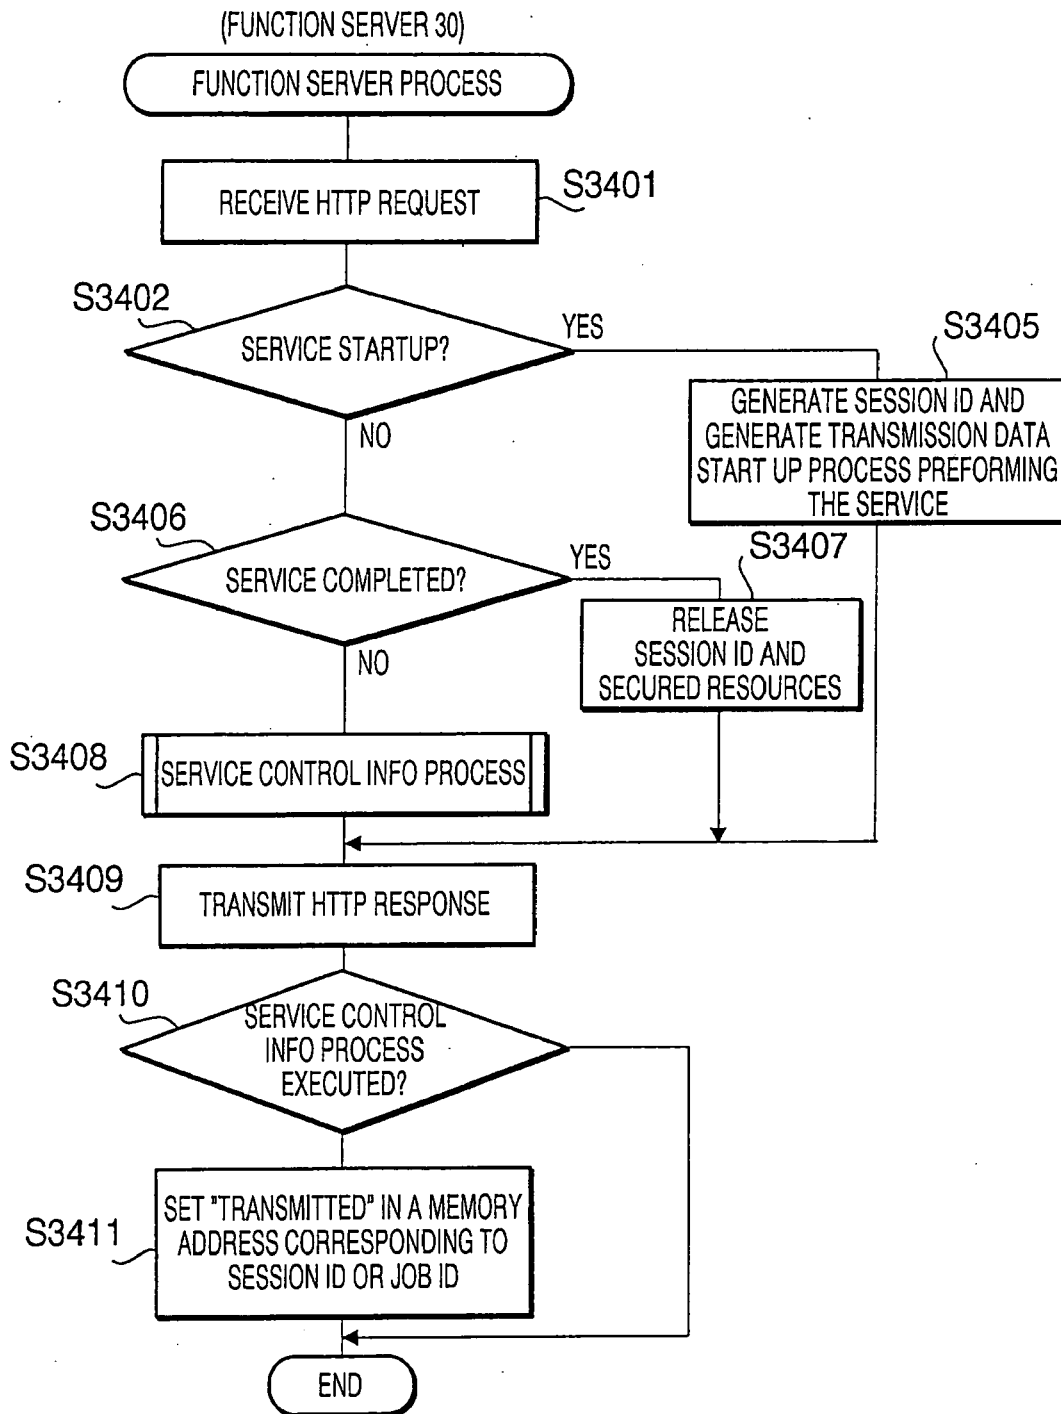 (FUNCTION SERVER 30)
FUNCTION SERVER PROCESS
RECEIVE HTTP REQUEST
S3401
S3402
SERVICE STARTUP?
YES
NO
S3405
GENERATE SESSION ID AND
GENERATE TRANSMISSION DATA
START UP PROCESS PREFORMING
THE SERVICE
S3406
SERVICE COMPLETED?
YES
NO
S3407
RELEASE
SESSION ID AND
SECURED RESOURCES
S3408
SERVICE CONTROL INFO PROCESS
S3409
TRANSMIT HTTP RESPONSE
S3410
SERVICE CONTROL
INFO PROCESS
EXECUTED?
S3411
SET "TRANSMITTED" IN A MEMORY
ADDRESS CORRESPONDING TO
SESSION ID OR JOB ID
END